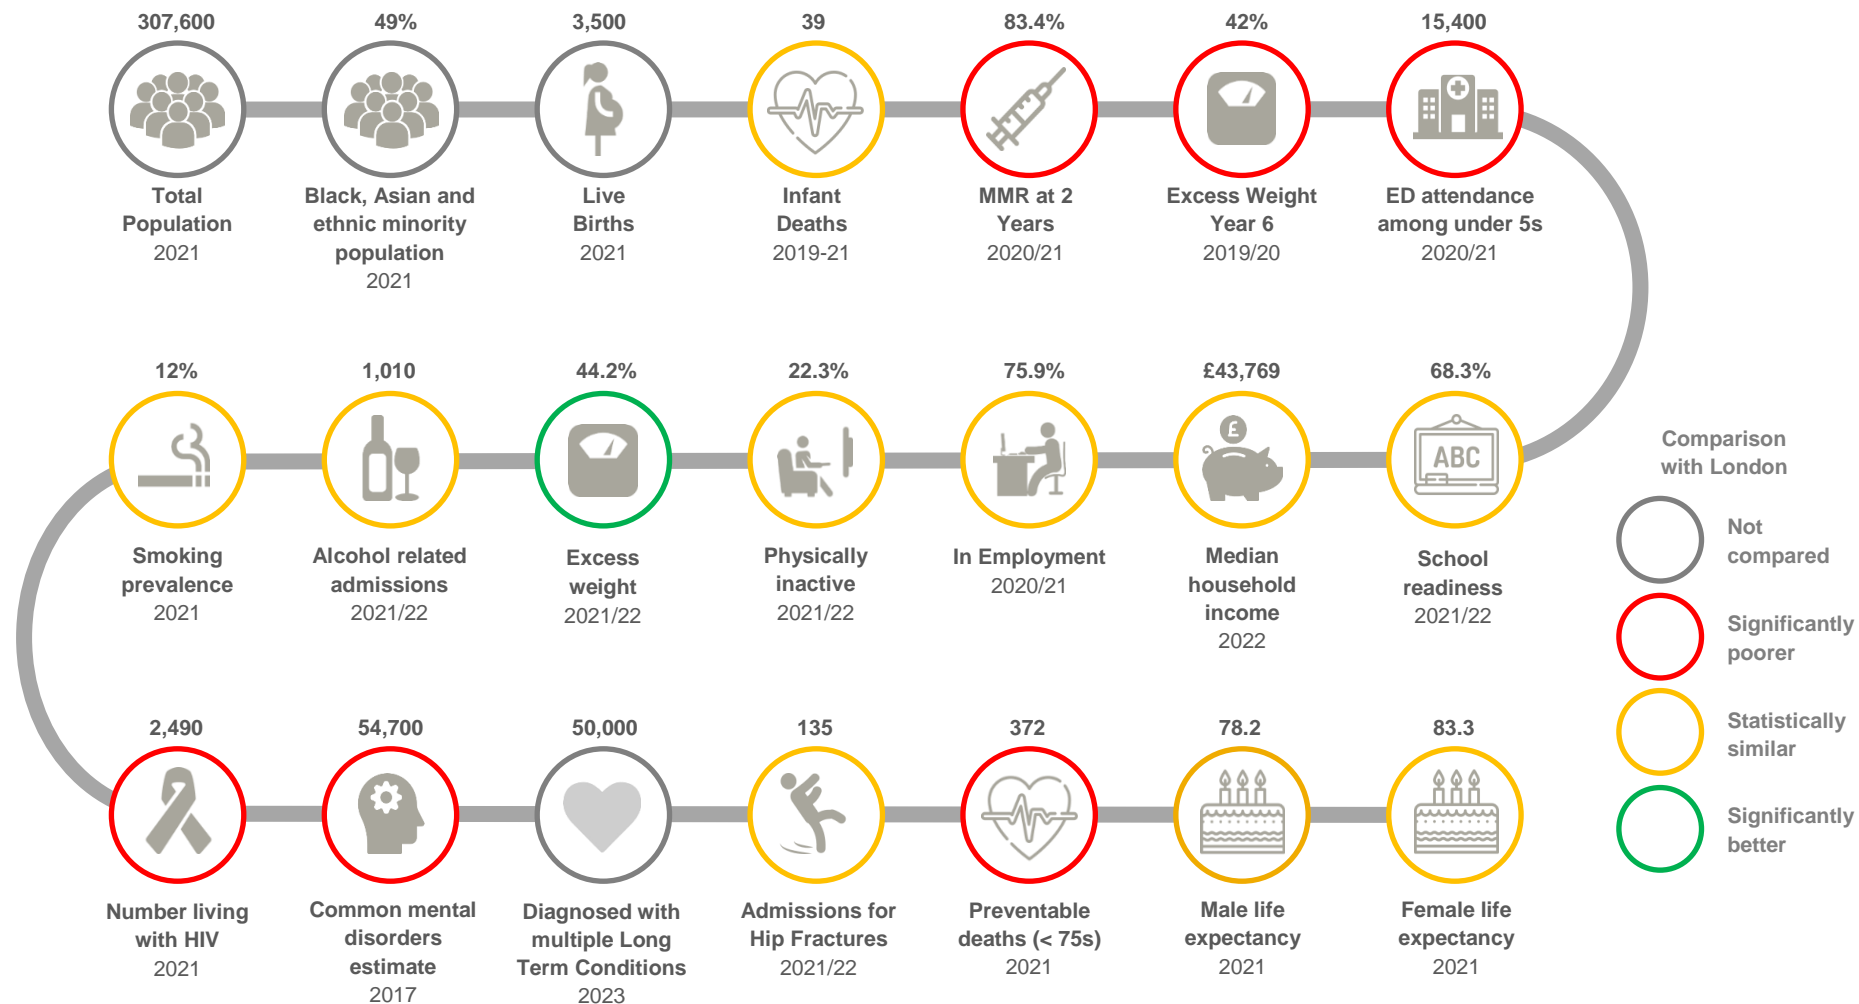 307,600
Total
Population
2021
49%
Black, Asian and
ethnic minority
population
2021
3,500
Live
Births
2021
39
Infant
Deaths
2019-21
83.4%
MMR at 2
Years
2020/21
42%
Excess Weight
Year 6
2019/20
15,400
ED attendance
among under 5s
2020/21
12%
Smoking
prevalence
2021
1,010
Alcohol related
admissions
2021/22
44.2%
Excess
weight
2021/22
22.3%
Physically
inactive
2021/22
75.9%
In Employment
2020/21
£43,769
£
Median
household
income
2022
68.3%
ABC
School
readiness
2021/22
2,490
Number living
with HIV
2021
54,700
Common mental
disorders
estimate
2017
50,000
Diagnosed with
multiple Long
Term Conditions
2023
135
Admissions for
Hip Fractures
2021/22
372
Preventable
deaths (< 75s)
2021
78.2
Male life
expectancy
2021
83.3
Female life
expectancy
2021
Comparison
with London
Not
compared
Significantly
poorer
Statistically
similar
Significantly
better